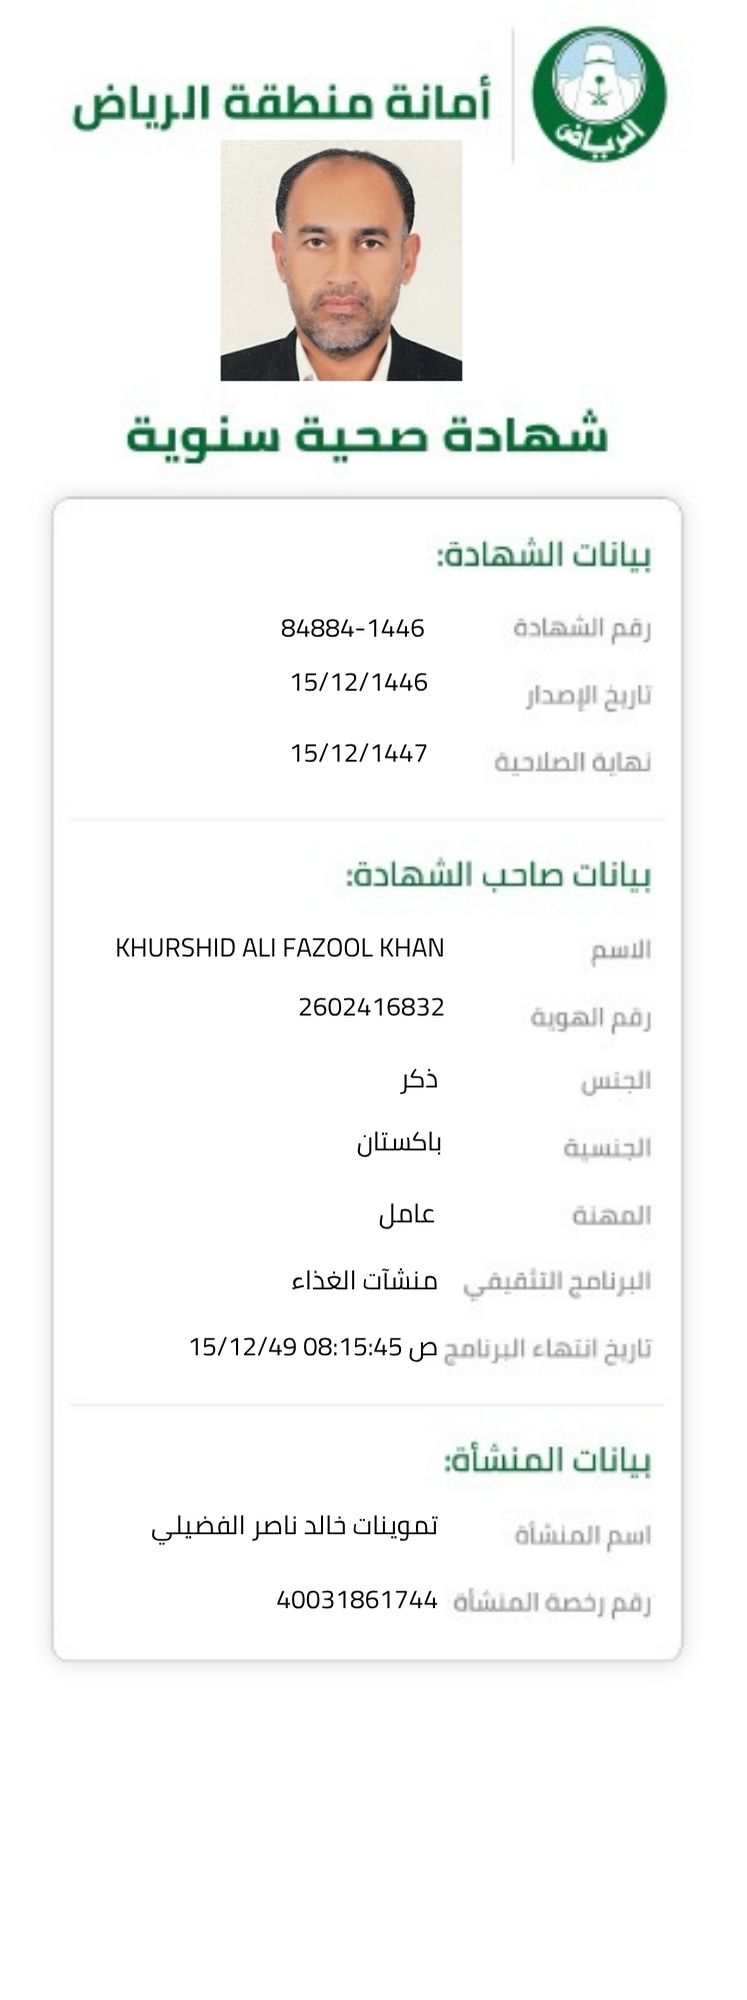 أمانة منطقة الرياض
الرياض
شهادة صحية سنوية
بيانات الشهادة:
رقم الشهادة 84884-1446
تاريخ الإصدار 15/12/1446
نهاية الصلاحية 15/12/1447
بيانات صاحب الشهادة:
الاسم KHURSHID ALI FAZOOL KHAN
رقم الهوية 2602416832
الجنس ذكر
الجنسية باكستان
المهنة عامل
البرنامج التثقيفي منشآت الغذاء
تاريخ انتهاء البرنامج ص 08:15:45 15/12/49
بيانات المنشأة:
اسم المنشأة تموينات خالد ناصر الفضيلي
رقم رخصة المنشأة 40031861744